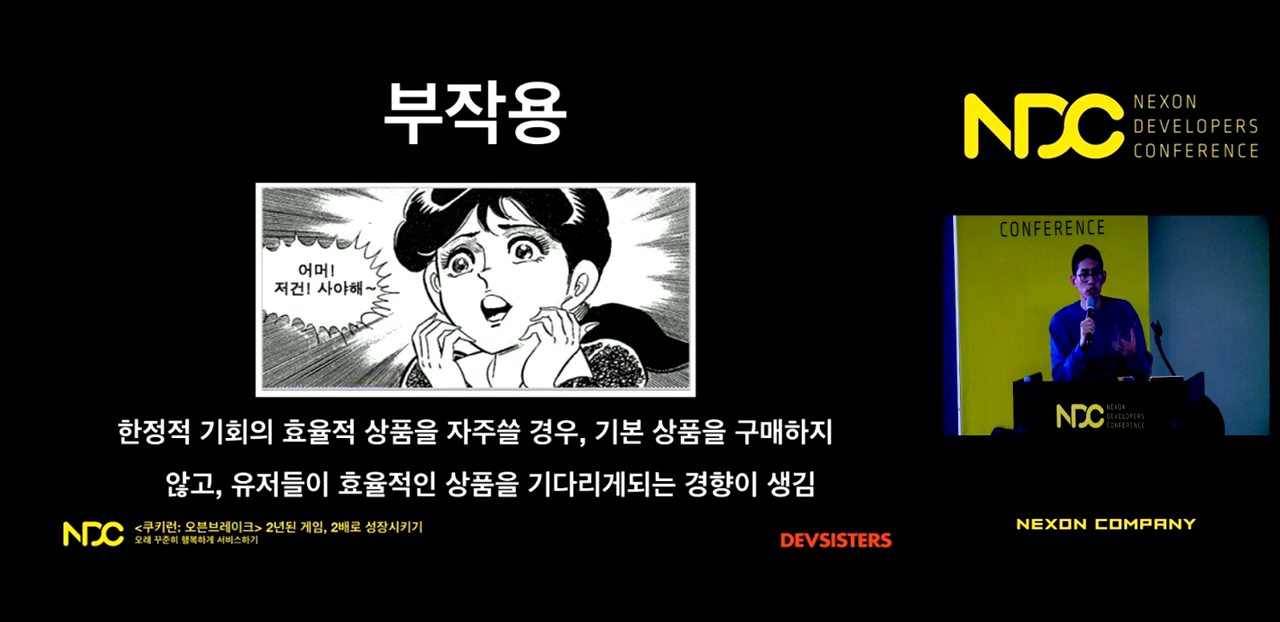 부작용
어머!
저건! 사야해~
한정적 기회의 효율적 상품을 자주쓸 경우, 기본 상품을 구매하지
않고, 유저들이 효율적인 상품을 기다리게되는 경향이 생김
NDC
<쿠키런: 오븐브레이크> 2년된 게임, 2배로 성장시키기
오래 꾸준히 행복하게 서비스하기
DEVSISTERS
NDC
NEXON
DEVELOPERS
CONFERENCE
CONFERENCE
NDC
NEXON
DEVELOPERS
CONFERENCE
NEXON COMPANY